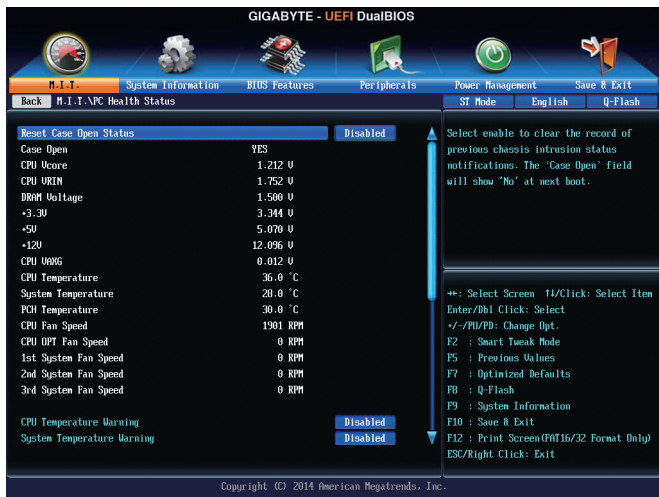 GIGABYTE - UEFI DualBIOS
M.I.T. System Information BIOS Features Peripherals Power Management Save & Exit
Back M.I.T.\PC Health Status ST Mode English Q-Flash
Reset Case Open Status Disabled
Case Open YES
CPU Vcore 1.212 V
CPU VRIN 1.752 V
DRAM Voltage 1.500 V
+3.3V 3.344 V
+5V 5.070 V
+12V 12.096 V
CPU VAXG 0.012 V
CPU Temperature 36.0 °C
System Temperature 28.0 °C
PCH Temperature 30.0 °C
CPU Fan Speed 1901 RPM
CPU OPT Fan Speed 0 RPM
1st System Fan Speed 0 RPM
2nd System Fan Speed 0 RPM
3rd System Fan Speed 0 RPM
CPU Temperature Warning Disabled
System Temperature Warning Disabled
Select enable to clear the record of
previous chassis intrusion status
notifications. The 'Case Open' field
will show 'No' at next boot.
→←: Select Screen ↑↓/Click: Select Item
Enter/Dbl Click: Select
+/-/PU/PD: Change Opt.
F2 : Smart Tweak Mode
F5 : Previous Values
F7 : Optimized Defaults
F8 : Q-Flash
F9 : System Information
F10 : Save & Exit
F12 : Print Screen(FAT16/32 Format Only)
ESC/Right Click: Exit
Copyright (C) 2014 American Megatrends, Inc.